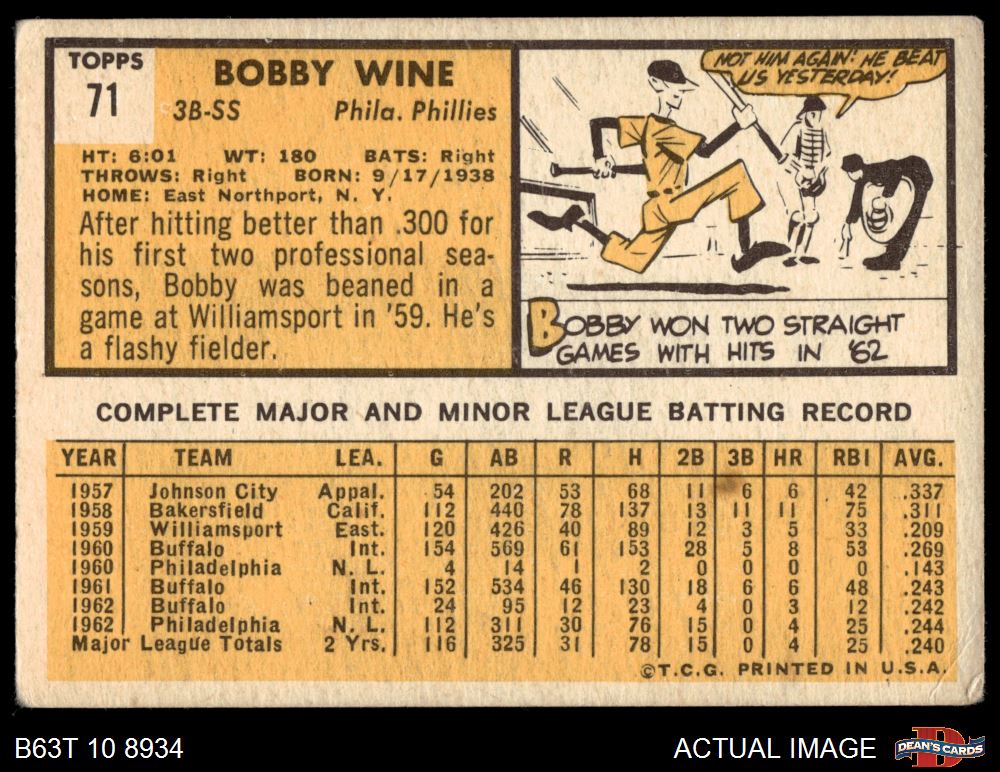 TOPPS
71
BOBBY WINE
3B-SS Phila. Phillies
HT: 6:01 WT: 180 BATS: Right
THROWS: Right BORN: 9/17/1938
HOME: East Northport, N. Y.
After hitting better than .300 for
his first two professional sea-
sons, Bobby was beaned in a
game at Williamsport in '59. He's
a flashy fielder.
NOT HIM AGAIN! HE BEAT
US YESTERDAY!
BOBBY WON TWO STRAIGHT
GAMES WITH HITS IN '62
COMPLETE MAJOR AND MINOR LEAGUE BATTING RECORD
YEAR TEAM LEA. G AB R H 2B 3B HR RBI AVG.
1957 Johnson City Appal. 54 202 53 68 11 6 6 42 .337
1958 Bakersfield Calif. 112 440 78 137 13 11 11 75 .311
1959 Williamsport East. 120 426 40 89 12 3 5 33 .209
1960 Buffalo Int. 154 569 61 153 28 5 8 53 .269
1960 Philadelphia N. L. 4 14 1 2 0 0 0 0 .143
1961 Buffalo Int. 152 534 46 130 18 6 6 48 .243
1962 Buffalo Int. 24 95 12 23 4 0 3 12 .242
1962 Philadelphia N. L. 112 311 30 76 15 0 4 25 .244
Major League Totals 2 Yrs. 116 325 31 78 15 0 4 25 .240
©T.C.G. PRINTED IN U.S.A.
B63T 10 8934 ACTUAL IMAGE DEAN'S CARDS